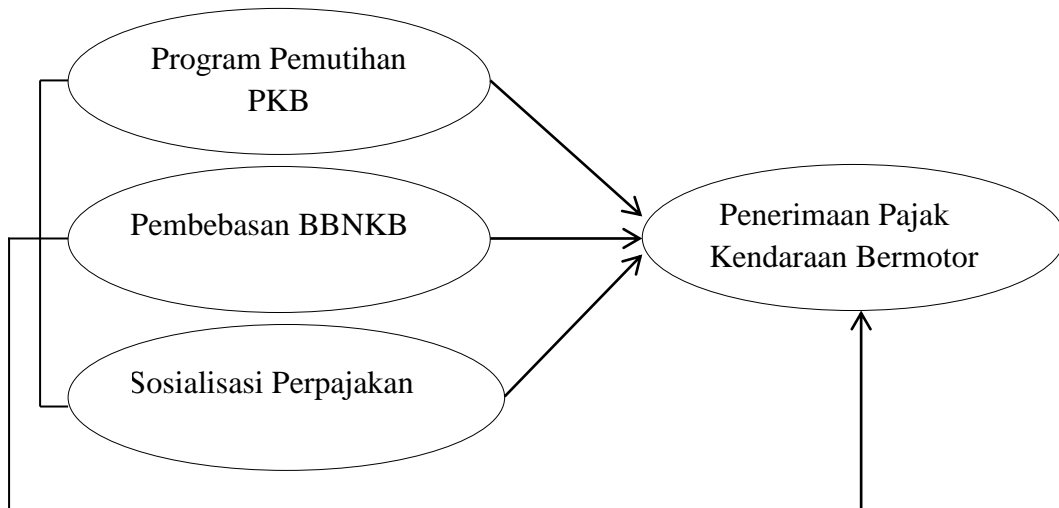 Program Pemutihan
PKB
Pembebasan BBNKB
Penerimaan Pajak
Kendaraan Bermotor
Sosialisasi Perpajakan